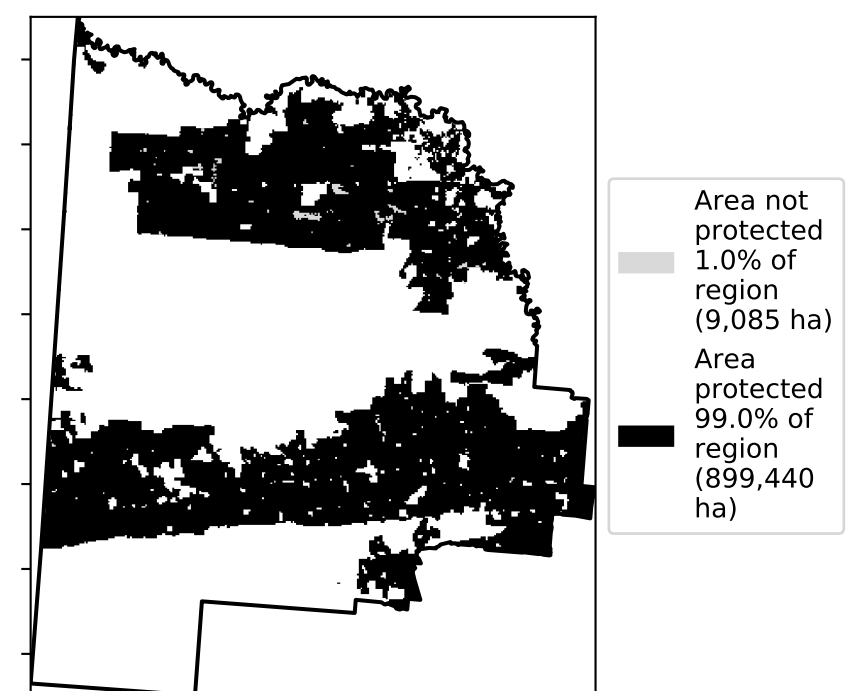 Area not
protected
1.0% of
region
(9,085 ha)
Area
protected
99.0% of
region
(899,440
ha)